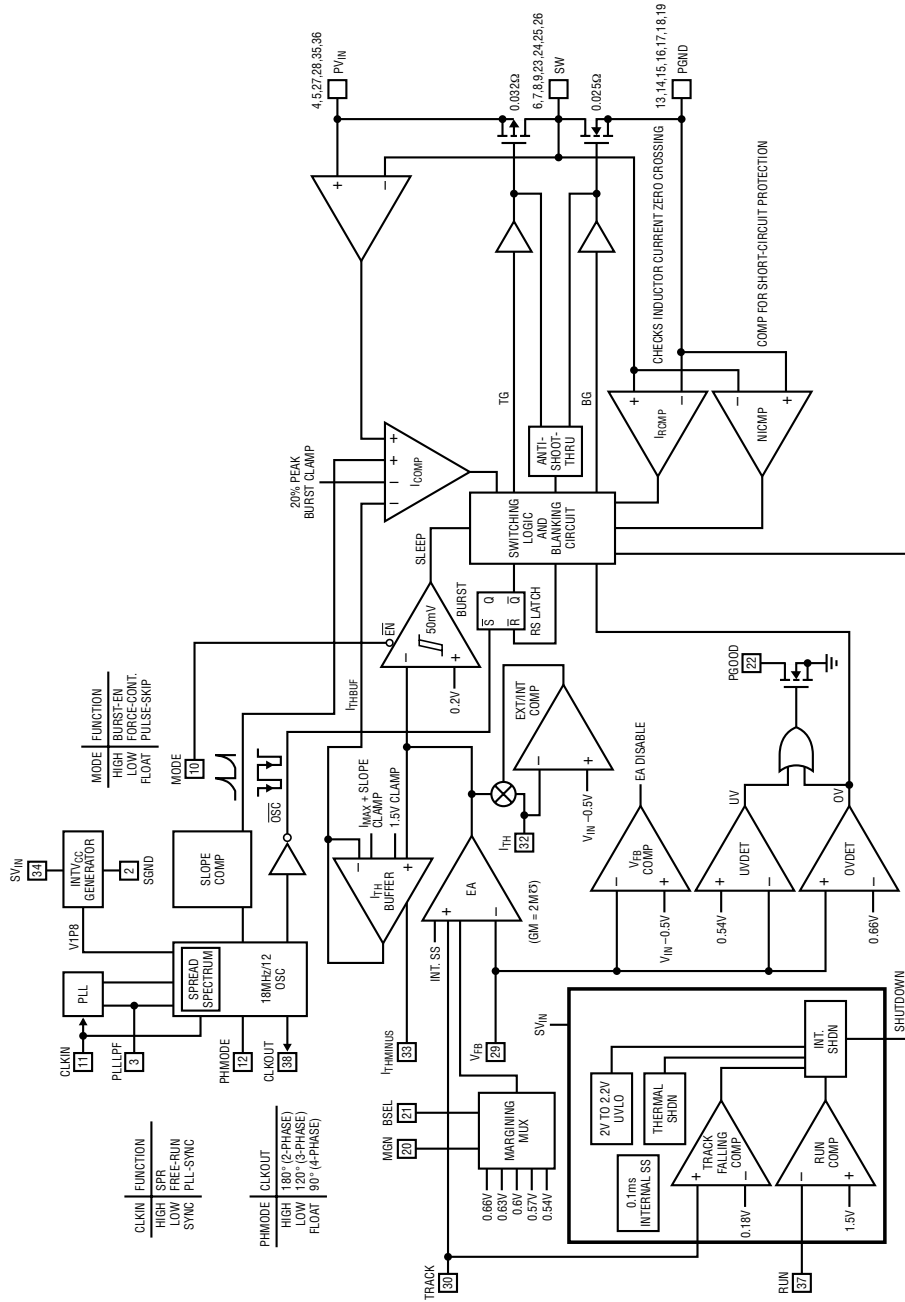 CLKIN FUNCTION
HIGH SPR
LOW FREE-RUN
SYNC PLL-SYNC
PHMODE CLKOUT
HIGH 180° (2-PHASE)
LOW 120° (3-PHASE)
FLOAT 90° (4-PHASE)
MODE FUNCTION
HIGH BURST-EN
LOW FORCE-CONT.
FLOAT PULSE-SKIP
CLKIN
11
PLLLPF
3
PHMODE
12
CLKOUT
38
PLL
SPREAD
SPECTRUM
18MHz/12
OSC
V1P8
SVIN
34
INTVCC
GENERATOR
2
SGND
SLOPE
COMP
OSC
MODE
10
ITHMINUS
33
ITH
BUFFER
−
+
IMAX + SLOPE
CLAMP
1.5V CLAMP
ITHBUF
EN
50mV
−
+
0.2V
BURST
SLEEP
20% PEAK
BURST CLAMP
− − + +
ICOMP
+
−
4,5,27,28,35,36
PVIN
0.032Ω
6,7,8,9,23,24,25,26
SW
0.025Ω
13,14,15,16,17,18,19
PGND
TG
BG
ANTI-
SHOOT-
THRU
SWITCHING
LOGIC
AND
BLANKING
CIRCUIT
S Q
R Q
RS LATCH
IRCMP
+
−
CHECKS INDUCTOR CURRENT ZERO CROSSING
NICMP
−
+
COMP FOR SHORT-CIRCUIT PROTECTION
MGN
20
BSEL
21
MARGINING
MUX
0.66V
0.63V
0.6V
0.57V
0.54V
INT. SS
+
−
EA
(GM = 2M℧)
VFB
29
ITH
32
EXT/INT
COMP
−
+
VIN −0.5V
VFB
COMP
−
+
VIN −0.5V
EA DISABLE
UVDET
+
−
0.54V
UV
OVDET
+
−
0.66V
OV
PGOOD
22
TRACK
30
RUN
37
SVIN
2V TO 2.2V
UVLO
THERMAL
SHDN
0.1ms
INTERNAL SS
TRACK
FALLING
COMP
+
−
0.18V
RUN
COMP
−
+
1.5V
INT.
SHDN
SHUTDOWN